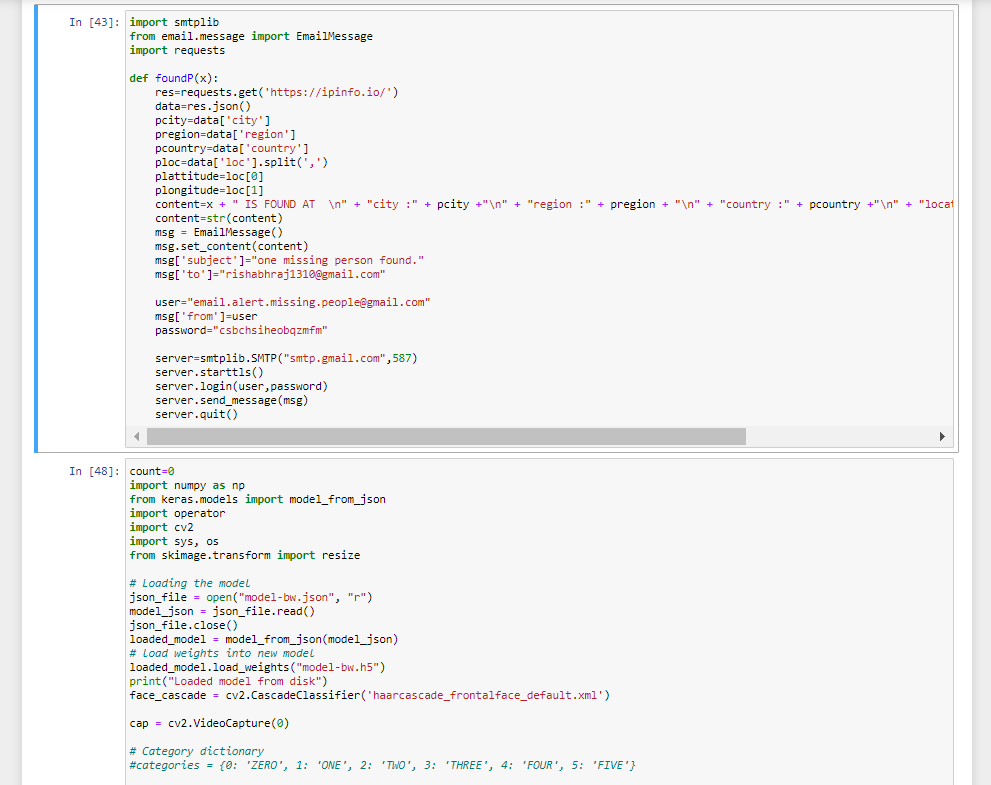 In [43]:
import smtplib
from email.message import EmailMessage
import requests
def foundP(x):
res=requests.get('https://ipinfo.io/')
data=res.json()
pcity=data['city']
pregion=data['region']
pcountry=data['country']
ploc=data['loc'].split(',')
plattitude=loc[0]
plongitude=loc[1]
content=x + " IS FOUND AT  \n" + "city :" + pcity +"\n" + "region :" + pregion + "\n" + "country :" + pcountry +"\n" + "locat
content=str(content)
msg = EmailMessage()
msg.set_content(content)
msg['subject']="one missing person found."
msg['to']="rishabhraj1310@gmail.com"
user="email.alert.missing.people@gmail.com"
msg['from']=user
password="csbchsiheobqzmfm"
server=smtplib.SMTP("smtp.gmail.com",587)
server.starttls()
server.login(user,password)
server.send_message(msg)
server.quit()
In [48]:
count=0
import numpy as np
from keras.models import model_from_json
import operator
import cv2
import sys, os
from skimage.transform import resize
# Loading the model
json_file = open("model-bw.json", "r")
model_json = json_file.read()
json_file.close()
loaded_model = model_from_json(model_json)
# Load weights into new model
loaded_model.load_weights("model-bw.h5")
print("Loaded model from disk")
face_cascade = cv2.CascadeClassifier('haarcascade_frontalface_default.xml')
cap = cv2.VideoCapture(0)
# Category dictionary
#categories = {0: 'ZERO', 1: 'ONE', 2: 'TWO', 3: 'THREE', 4: 'FOUR', 5: 'FIVE'}